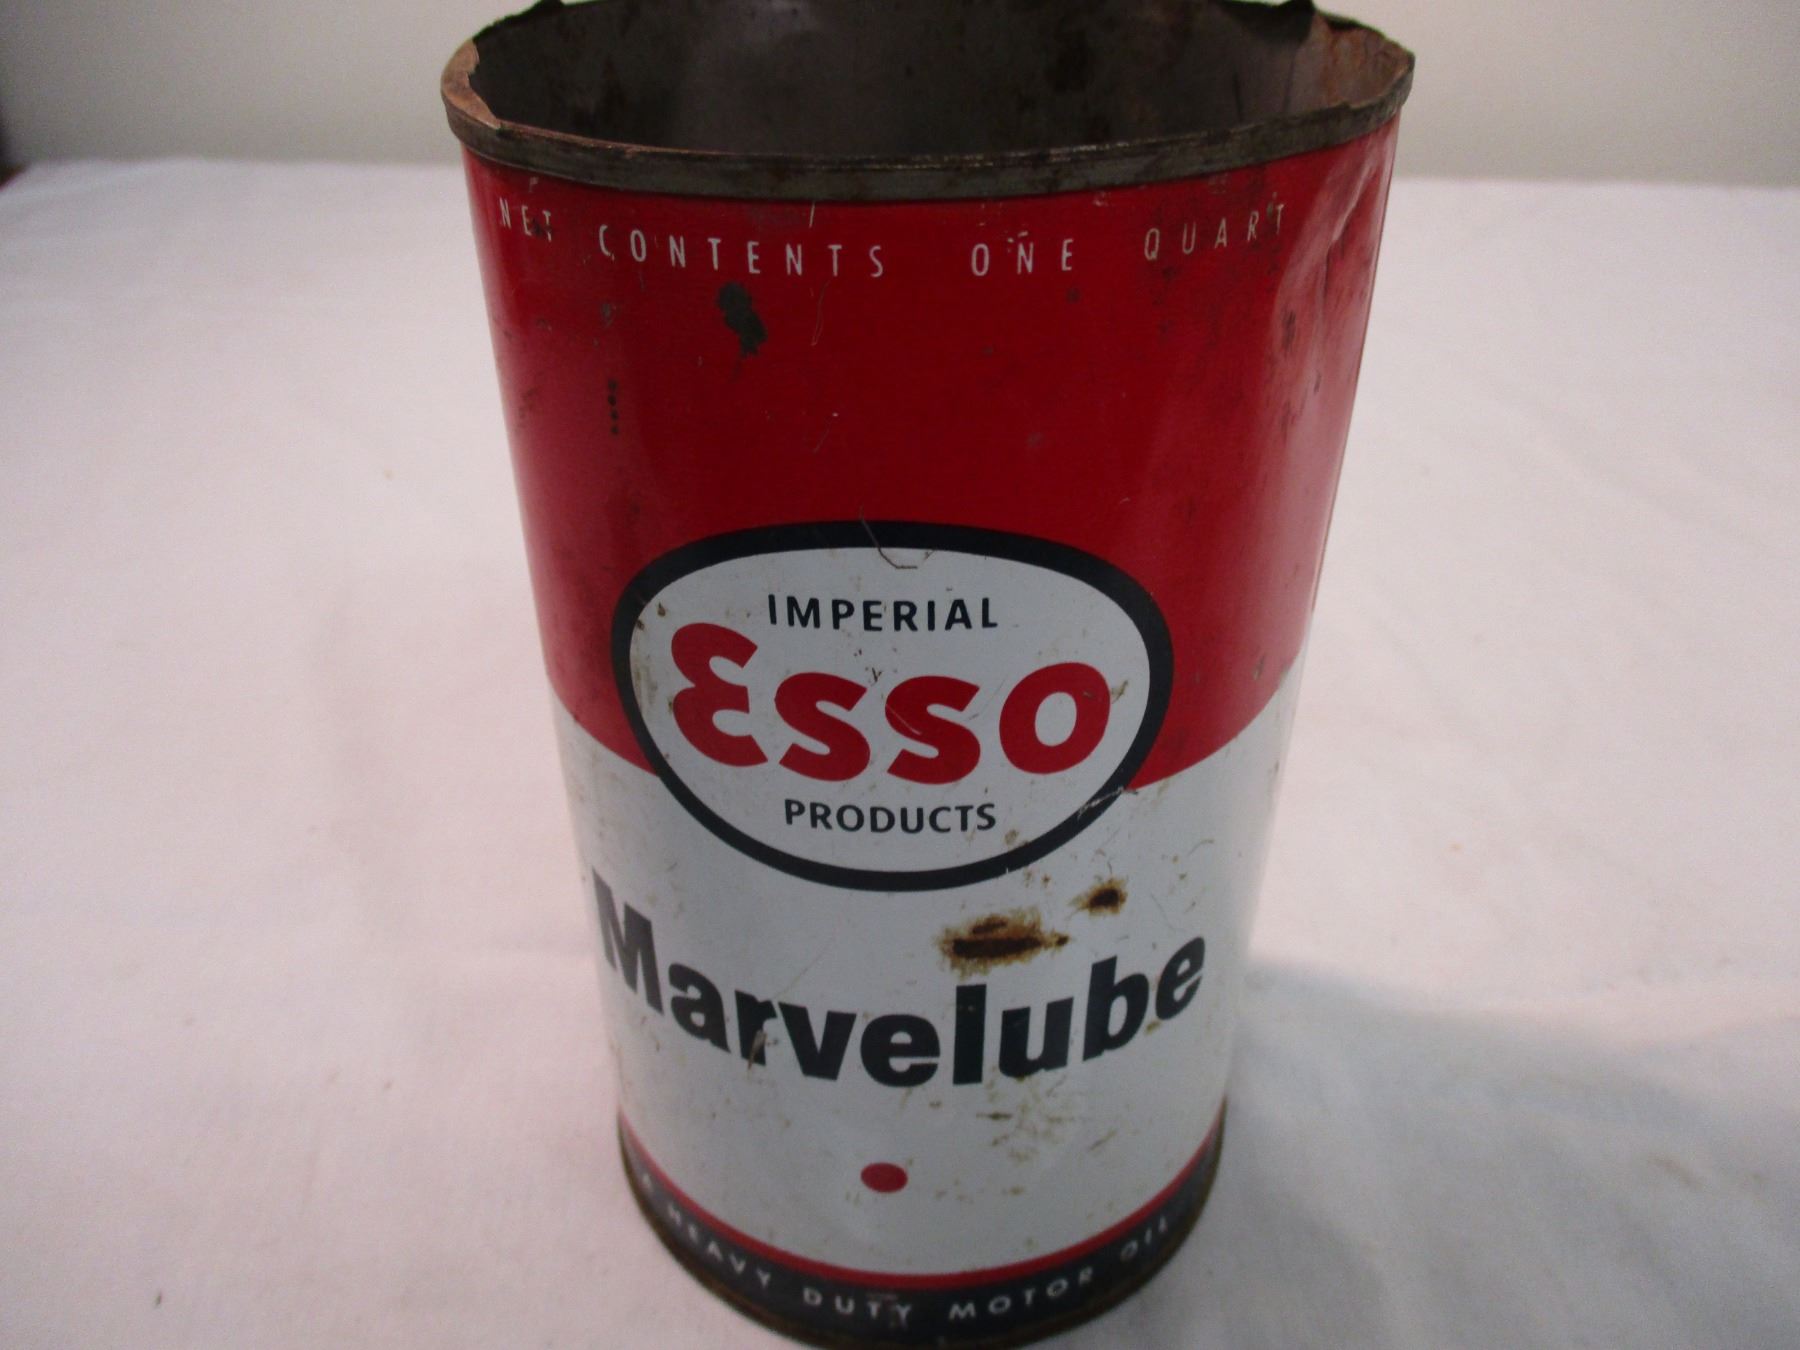 NET CONTENTS ONE QUART
IMPERIAL
Esso
PRODUCTS
Marvelube
A HEAVY DUTY MOTOR OIL